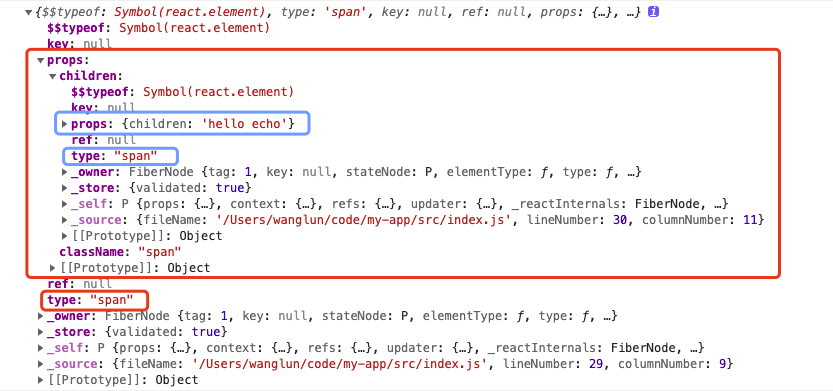 {$$typeof: Symbol(react.element), type: 'span', key: null, ref: null, props: {…}, …} i
$$typeof: Symbol(react.element)
key: null
props:
children:
$$typeof: Symbol(react.element)
key: null
props: {children: 'hello echo'}
ref: null
type: "span"
_owner: FiberNode {tag: 1, key: null, stateNode: P, elementType: ƒ, type: ƒ, …}
_store: {validated: true}
_self: P {props: {…}, context: {…}, refs: {…}, updater: {…}, _reactInternals: FiberNode, …}
_source: {fileName: '/Users/wanglun/code/my-app/src/index.js', lineNumber: 30, columnNumber: 11}
[[Prototype]]: Object
className: "span"
[[Prototype]]: Object
ref: null
type: "span"
_owner: FiberNode {tag: 1, key: null, stateNode: P, elementType: ƒ, type: ƒ, …}
_store: {validated: true}
_self: P {props: {…}, context: {…}, refs: {…}, updater: {…}, _reactInternals: FiberNode, …}
_source: {fileName: '/Users/wanglun/code/my-app/src/index.js', lineNumber: 29, columnNumber: 9}
[[Prototype]]: Object